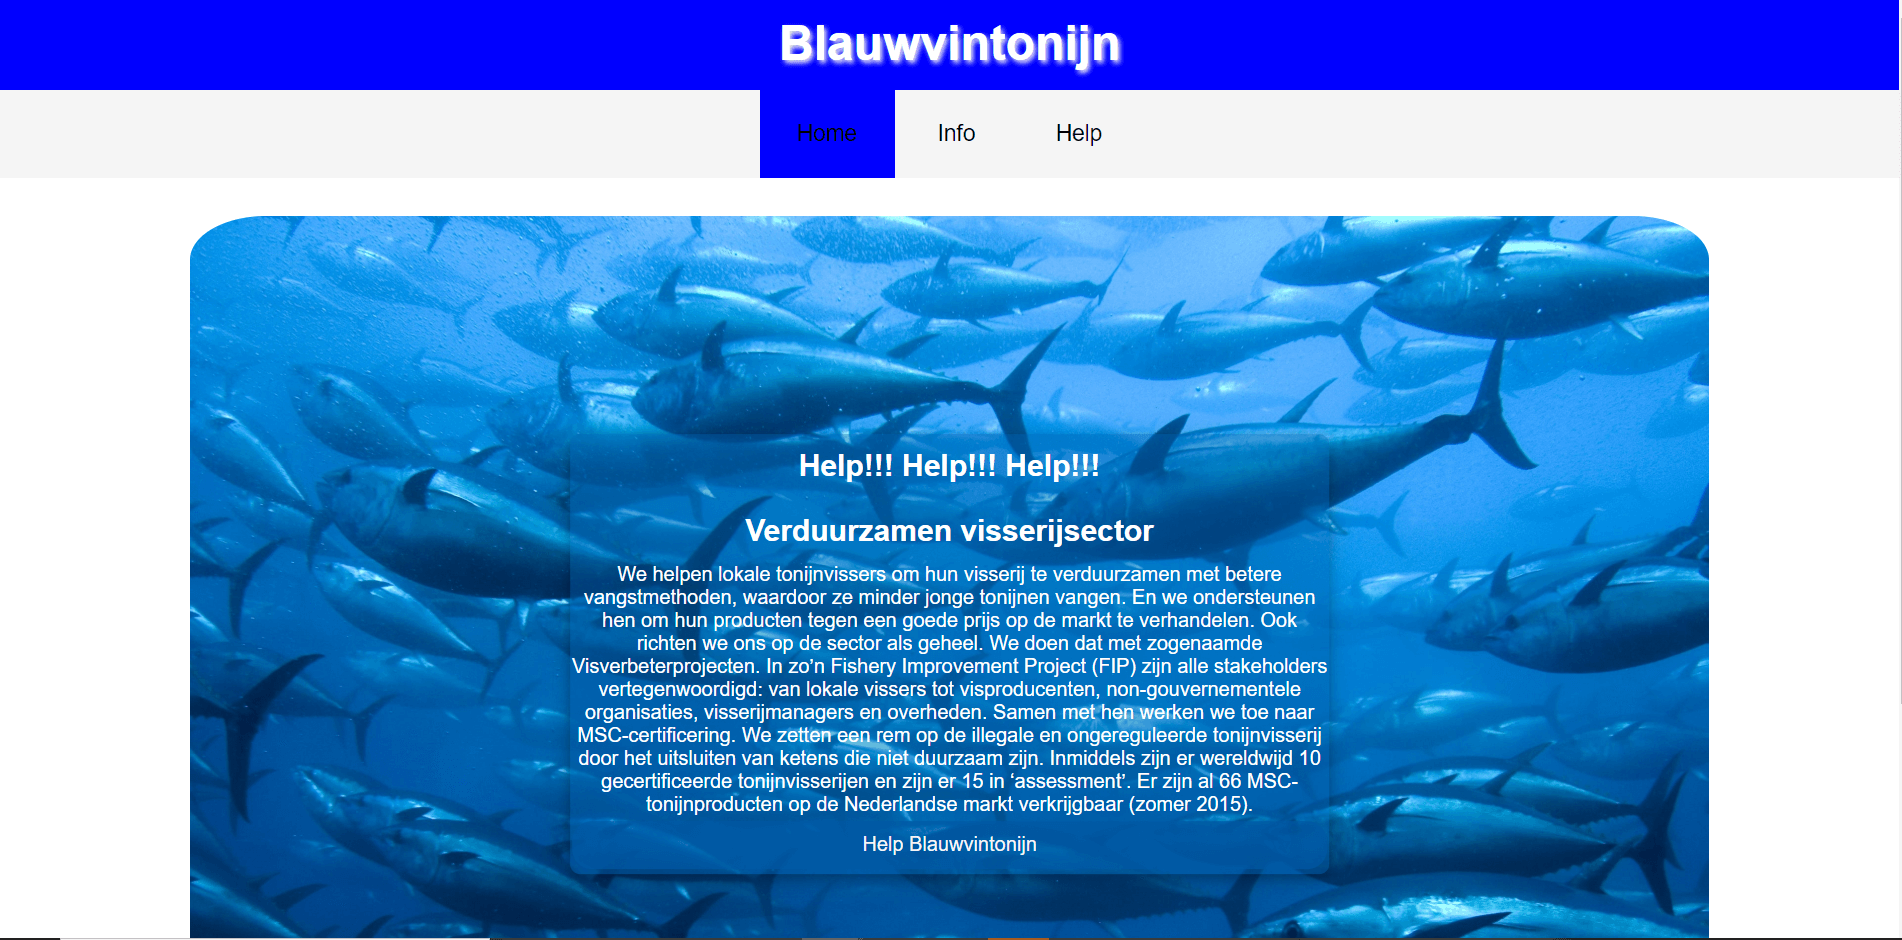 Blauwvintonijn
Home Info Help
Help!!! Help!!! Help!!!
Verduurzamen visserijsector
We helpen lokale tonijnvissers om hun visserij te verduurzamen met betere
vangstmethoden, waardoor ze minder jonge tonijnen vangen. En we ondersteunen
hen om hun producten tegen een goede prijs op de markt te verhandelen. Ook
richten we ons op de sector als geheel. We doen dat met zogenaamde
Visverbeterprojecten. In zo’n Fishery Improvement Project (FIP) zijn alle stakeholders
vertegenwoordigd: van lokale vissers tot visproducenten, non-gouvernementele
organisaties, visserijmanagers en overheden. Samen met hen werken we toe naar
MSC-certificering. We zetten een rem op de illegale en ongereguleerde tonijnvisserij
door het uitsluiten van ketens die niet duurzaam zijn. Inmiddels zijn er wereldwijd 10
gecertificeerde tonijnvisserijen en zijn er 15 in ‘assessment’. Er zijn al 66 MSC-
tonijnproducten op de Nederlandse markt verkrijgbaar (zomer 2015).
Help Blauwvintonijn